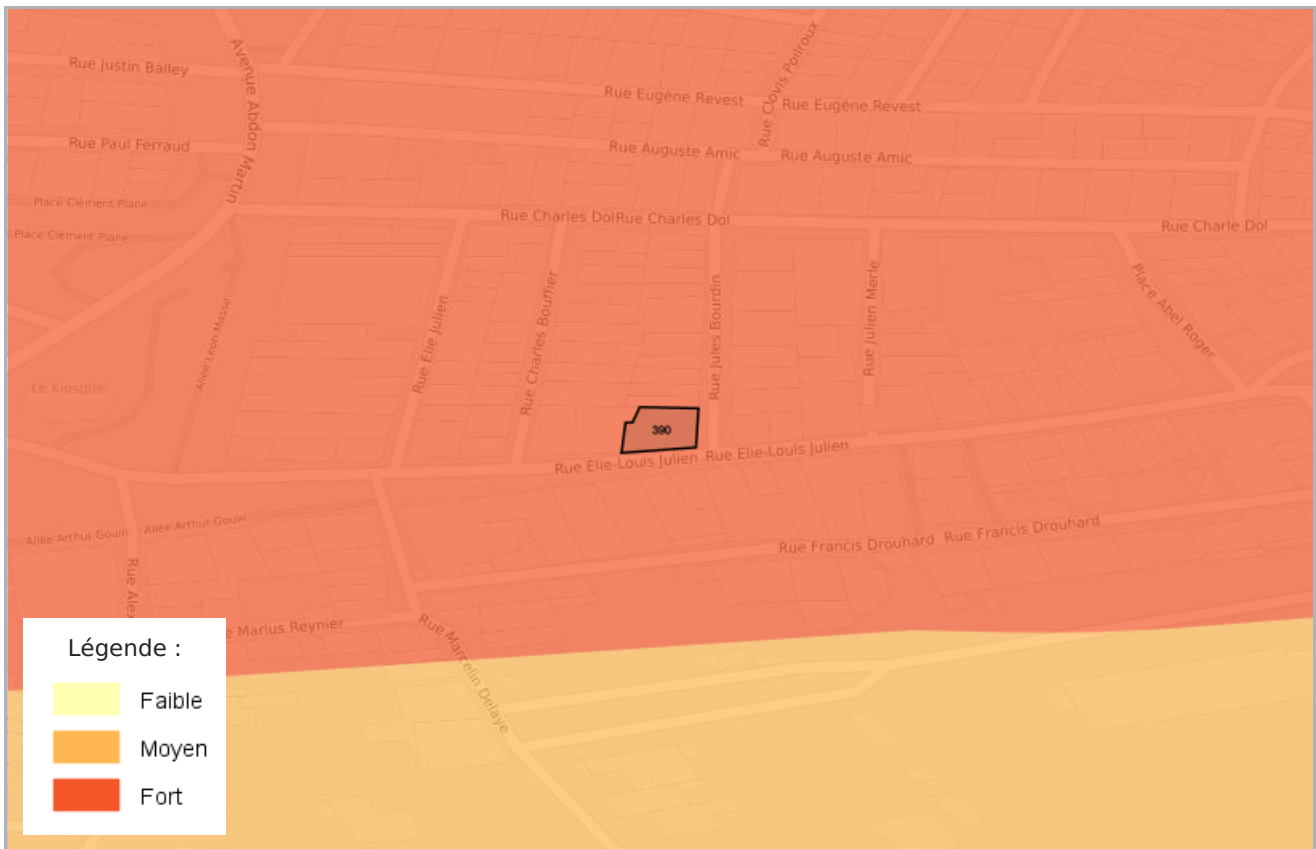 Rue Justin Bailey
Avenue Abdon Martin
Rue Eugène Revest
Rue Clovis Poilroux
Rue Eugène Revest
Rue Paul Ferraud
Rue Auguste Amic
Rue Auguste Amic
Place Clément Plane
Rue Charles Dol
Rue Charles Dol
Rue Charle Dol
Place Clément Plane
Allée Léon Masse
Rue Élie Julien
Rue Charles Bouffier
Rue Jules Bourdin
Rue Julien Merle
Place Abel Roger
Le Kiosque
390
Rue Élie-Louis Julien
Rue Élie-Louis Julien
Allée Arthur Gouin
Allée Arthur Gouin
Rue Francis Drouhard
Rue Francis Drouhard
Rue Alex
Marius Reynier
Rue Marcelin Delaye
Légende :
Faible
Moyen
Fort